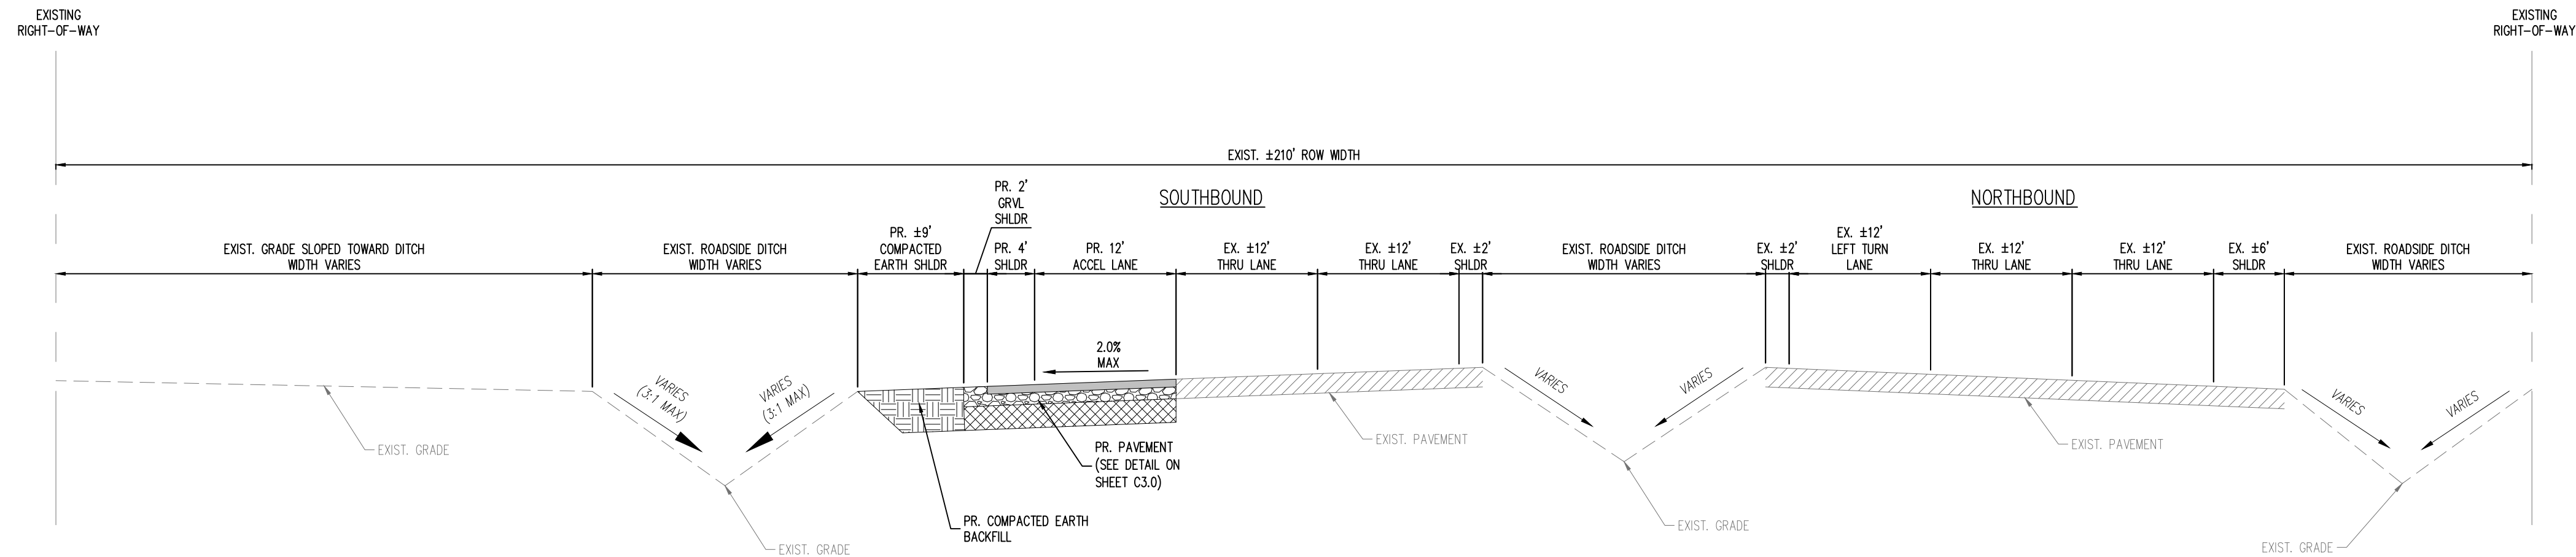 EXISTING
RIGHT-OF-WAY
EXISTING
RIGHT-OF-WAY
EXIST. ±210' ROW WIDTH
SOUTHBOUND
NORTHBOUND
EXIST. GRADE SLOPED TOWARD DITCH
WIDTH VARIES
EXIST. ROADSIDE DITCH
WIDTH VARIES
PR. ±9'
COMPACTED
EARTH SHLDR
PR. 2'
GRVL
SHLDR
PR. 4'
SHLDR
PR. 12'
ACCEL LANE
EX. ±12'
THRU LANE
EX. ±12'
THRU LANE
EX. ±2'
SHLDR
EXIST. ROADSIDE DITCH
WIDTH VARIES
EX. ±2'
SHLDR
EX. ±12'
LEFT TURN
LANE
EX. ±12'
THRU LANE
EX. ±12'
THRU LANE
EX. ±6'
SHLDR
EXIST. ROADSIDE DITCH
WIDTH VARIES
2.0%
MAX
VARIES
(3:1 MAX)
VARIES
(3:1 MAX)
VARIES
VARIES
VARIES
VARIES
EXIST. GRADE
EXIST. GRADE
PR. COMPACTED EARTH
BACKFILL
PR. PAVEMENT
(SEE DETAIL ON
SHEET C3.0)
EXIST. PAVEMENT
EXIST. GRADE
EXIST. PAVEMENT
EXIST. GRADE